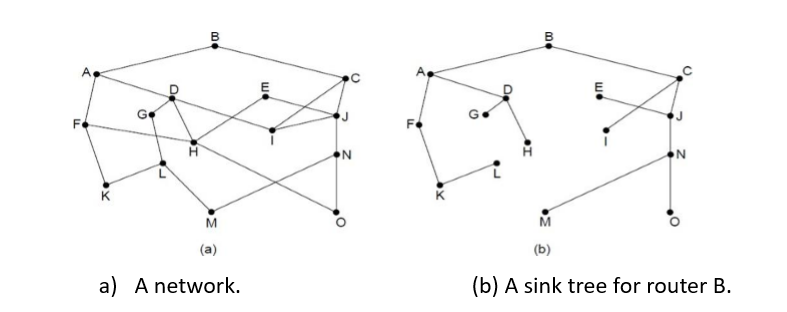 B B
A C A C
D E D E
G J G J
F F
H I H I
N N
L L
K K
M O M O
(a) (b)
a) A network. (b) A sink tree for router B.